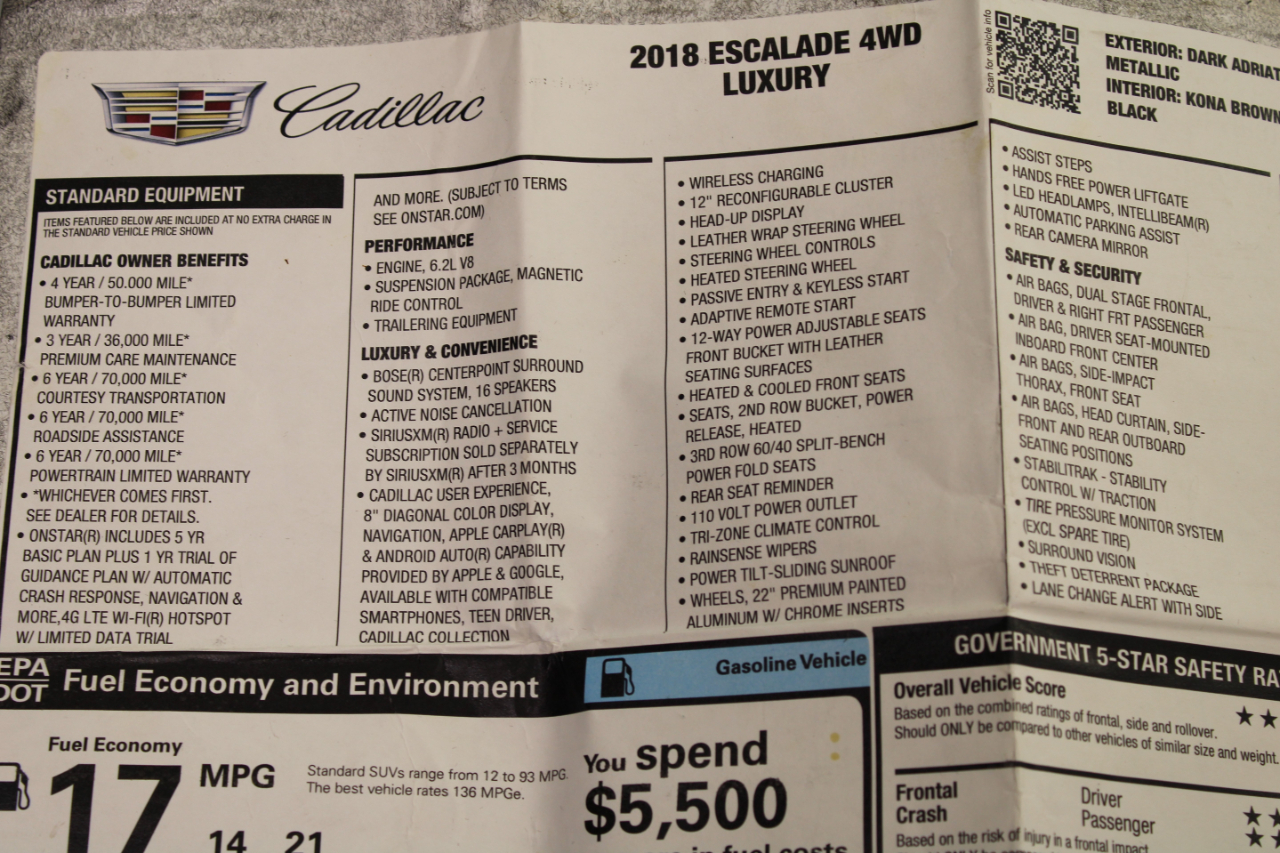 Cadillac
2018 ESCALADE 4WD
LUXURY
Scan for vehicle info
EXTERIOR: DARK
METALLIC
INTERIOR: KONA BROWN
BLACK
STANDARD EQUIPMENT
ITEMS FEATURED BELOW ARE INCLUDED AT NO EXTRA CHARGE IN
THE STANDARD VEHICLE PRICE SHOWN
CADILLAC OWNER BENEFITS
• 4 YEAR / 50.000 MILE*
BUMPER-TO-BUMPER LIMITED
WARRANTY
• 3 YEAR / 36,000 MILE*
PREMIUM CARE MAINTENANCE
• 6 YEAR / 70,000 MILE*
COURTESY TRANSPORTATION
• 6 YEAR / 70,000 MILE*
ROADSIDE ASSISTANCE
• 6 YEAR / 70,000 MILE*
POWERTRAIN LIMITED WARRANTY
• *WHICHEVER COMES FIRST.
SEE DEALER FOR DETAILS.
• ONSTAR(R) INCLUDES 5 YR
BASIC PLAN PLUS 1 YR TRIAL OF
GUIDANCE PLAN W/ AUTOMATIC
CRASH RESPONSE, NAVIGATION &
MORE,4G LTE WI-FI(R) HOTSPOT
W/ LIMITED DATA TRIAL
AND MORE. (SUBJECT TO TERMS
SEE ONSTAR.COM)
PERFORMANCE
• ENGINE, 6.2L V8
• SUSPENSION PACKAGE, MAGNETIC
RIDE CONTROL
• TRAILERING EQUIPMENT
LUXURY & CONVENIENCE
• BOSE(R) CENTERPOINT SURROUND
SOUND SYSTEM, 16 SPEAKERS
• ACTIVE NOISE CANCELLATION
• SIRIUSXM(R) RADIO + SERVICE
SUBSCRIPTION SOLD SEPARATELY
BY SIRIUSXM(R) AFTER 3 MONTHS
• CADILLAC USER EXPERIENCE,
8" DIAGONAL COLOR DISPLAY,
NAVIGATION, APPLE CARPLAY(R)
& ANDROID AUTO(R) CAPABILITY
PROVIDED BY APPLE & GOOGLE,
AVAILABLE WITH COMPATIBLE
SMARTPHONES, TEEN DRIVER,
CADILLAC COLLECTION
• WIRELESS CHARGING
• 12" RECONFIGURABLE CLUSTER
• HEAD-UP DISPLAY
• LEATHER WRAP STEERING WHEEL
• STEERING WHEEL CONTROLS
• HEATED STEERING WHEEL
• PASSIVE ENTRY & KEYLESS START
• ADAPTIVE REMOTE START
• 12-WAY POWER ADJUSTABLE SEATS
FRONT BUCKET WITH LEATHER
SEATING SURFACES
• HEATED & COOLED FRONT SEATS
• SEATS, 2ND ROW BUCKET, POWER
RELEASE, HEATED
• 3RD ROW 60/40 SPLIT-BENCH
POWER FOLD SEATS
• REAR SEAT REMINDER
• 110 VOLT POWER OUTLET
• TRI-ZONE CLIMATE CONTROL
• RAINSENSE WIPERS
• POWER TILT-SLIDING SUNROOF
• WHEELS, 22" PREMIUM PAINTED
ALUMINUM W/ CHROME INSERTS
• ASSIST STEPS
• HANDS FREE POWER LIFTGATE
• LED HEADLAMPS, INTELLIBEAM(R)
• AUTOMATIC PARKING ASSIST
• REAR CAMERA MIRROR
SAFETY & SECURITY
• AIR BAGS, DUAL STAGE FRONTAL,
DRIVER & RIGHT FRT PASSENGER
• AIR BAG, DRIVER SEAT-MOUNTED
INBOARD FRONT CENTER
• AIR BAGS, SIDE-IMPACT
THORAX, FRONT SEAT
• AIR BAGS, HEAD CURTAIN, SIDE-
FRONT AND REAR OUTBOARD
SEATING POSITIONS
• STABILITRAK - STABILITY
CONTROL W/ TRACTION
• TIRE PRESSURE MONITOR SYSTEM
(EXCL SPARE TIRE)
• SURROUND VISION
• THEFT DETERRENT PACKAGE
• LANE CHANGE ALERT WITH SIDE
EPA
DOT
Fuel Economy and Environment
Gasoline Vehicle
Fuel Economy
17 MPG
14 21
Standard SUVs range from 12 to 93 MPG.
The best vehicle rates 136 MPGe.
You spend
$5,500
in fuel costs
GOVERNMENT 5-STAR SAFETY
Overall Vehicle Score
Based on the combined ratings of frontal, side and rollover.
Should ONLY be compared to other vehicles of similar size and weight.
Frontal
Crash
Driver
Passenger
Based on the risk of injury in a frontal impact.